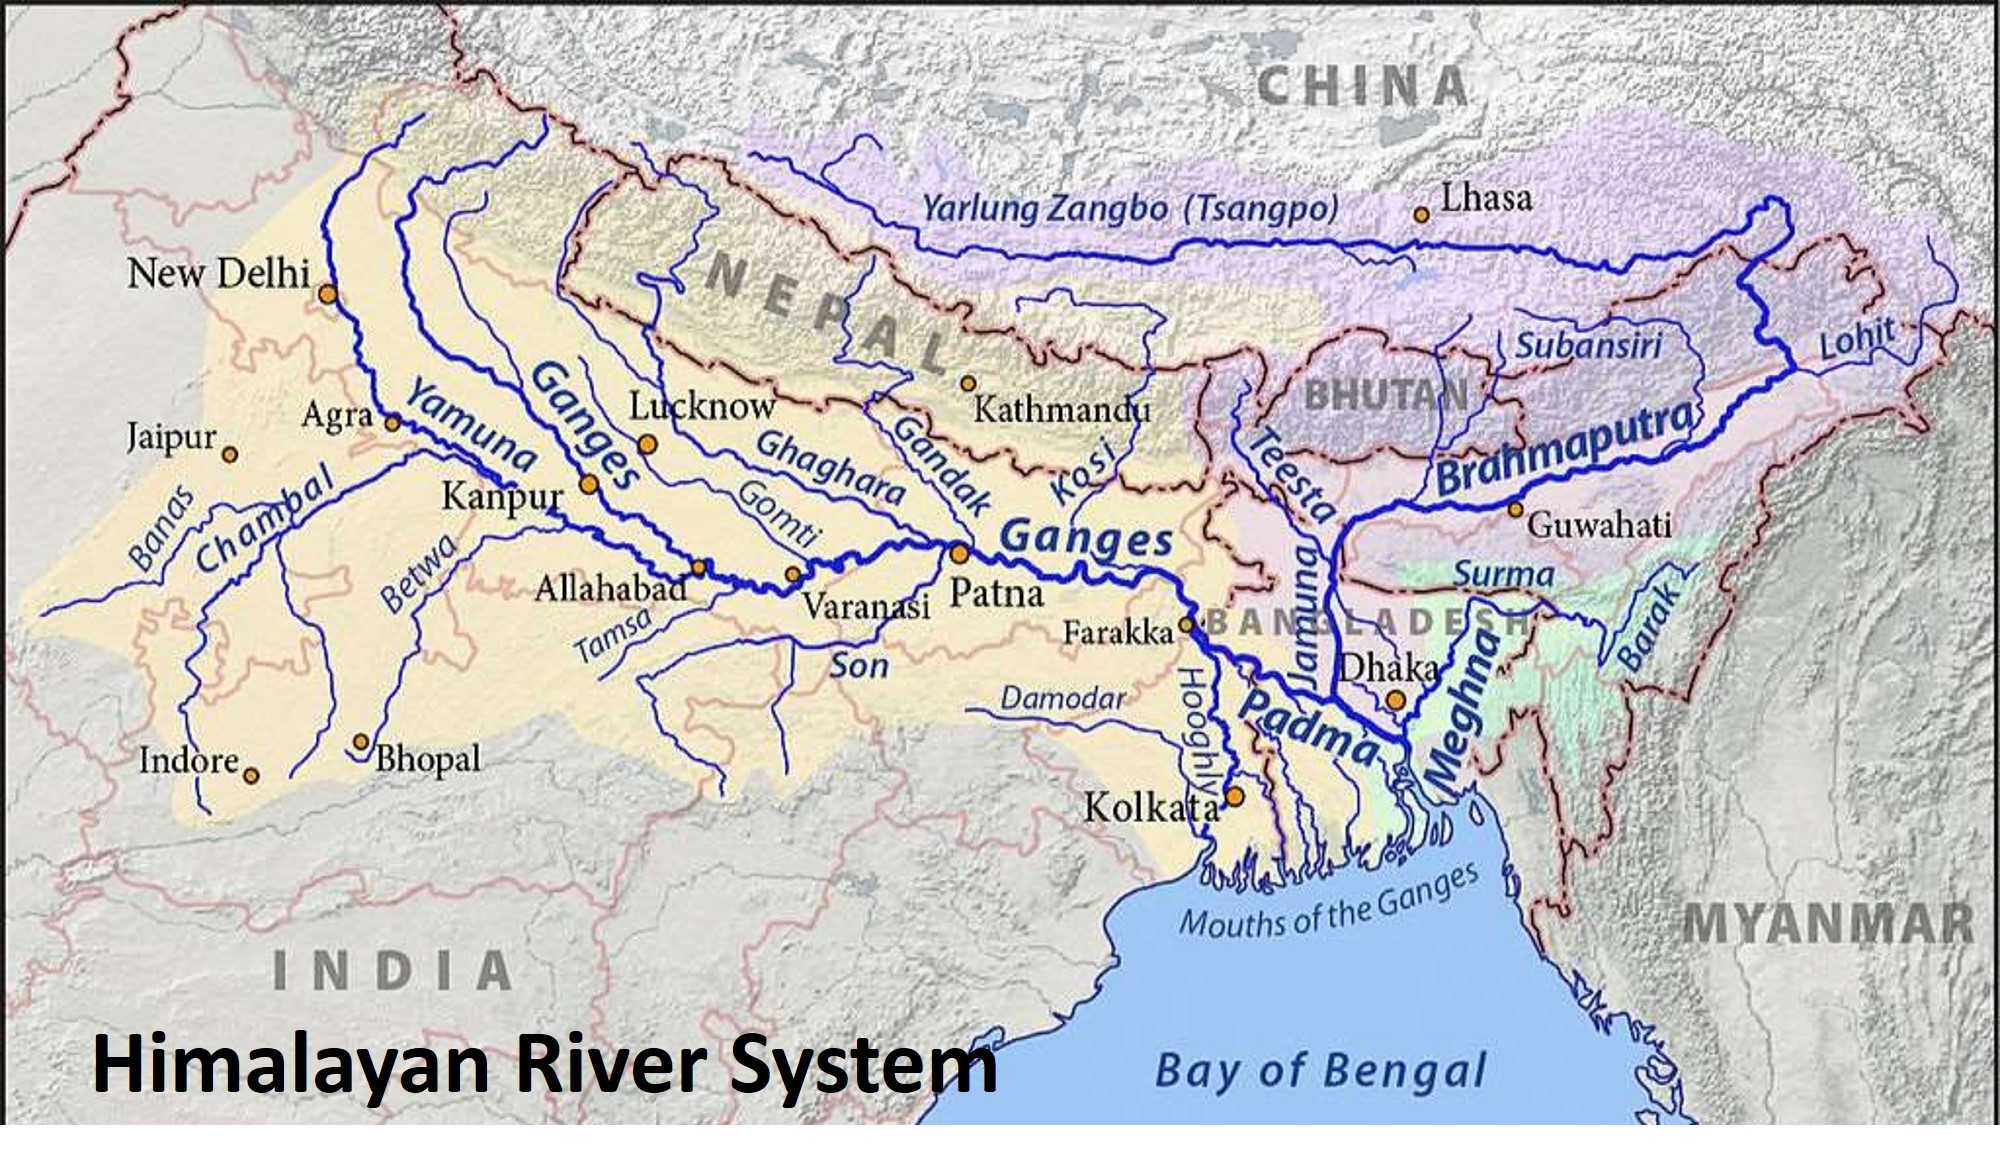 CHINA
Yarlung Zangbo (Tsangpo)
Lhasa
New Delhi
NEPAL
Subansiri
Lohit
BHUTAN
Ganges
Yamuna
Lucknow
Kathmandu
Agra
Jaipur
Ghaghara
Gandak
Kosi
Teesta
Brahmaputra
Chambal
Banas
Kanpur
Gomti
Ganges
Guwahati
Betwa
Allahabad
Varanasi
Patna
Surma
Tamsa
Farakka
BANGLADESH
Jamuna
Barak
Son
Dhaka
Meghna
Damodar
Hooghly
Padma
Indore
Bhopal
Kolkata
Mouths of the Ganges
MYANMAR
INDIA
Himalayan River System
Bay of Bengal